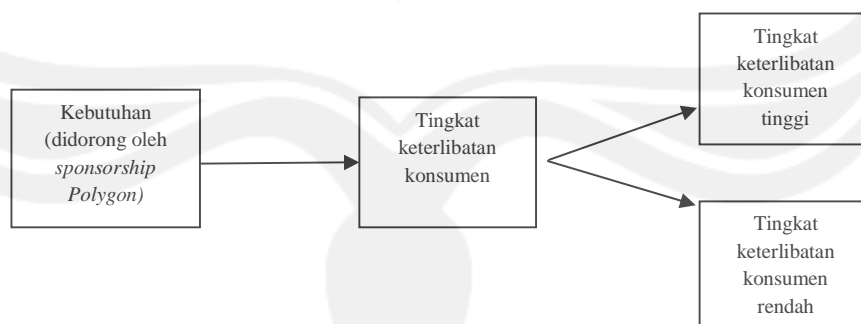 Kebutuhan
(didorong oleh
sponsorship
Polygon)
Tingkat
keterlibatan
konsumen
Tingkat
keterlibatan
konsumen
tinggi
Tingkat
keterlibatan
konsumen
rendah